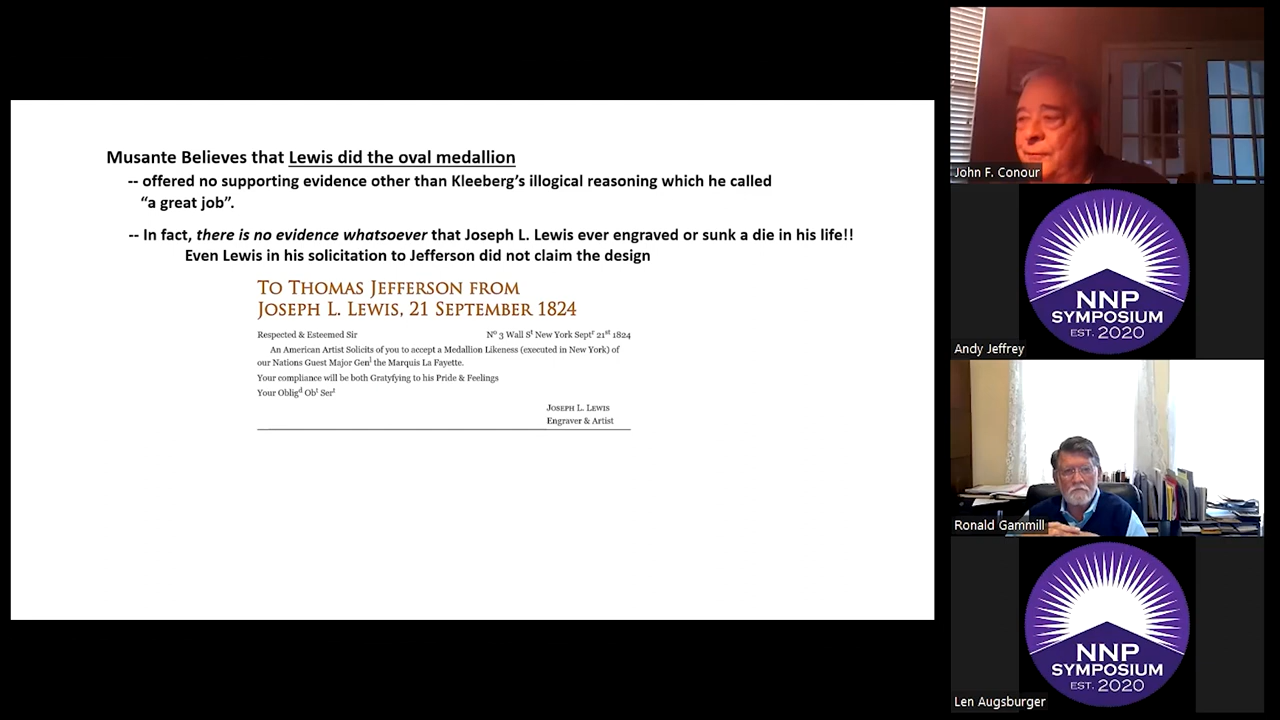 Musante Believes that Lewis did the oval medallion
-- offered no supporting evidence other than Kleeberg’s illogical reasoning which he called
“a great job”.
-- In fact, there is no evidence whatsoever that Joseph L. Lewis ever engraved or sunk a die in his life!!
Even Lewis in his solicitation to Jefferson did not claim the design
TO THOMAS JEFFERSON FROM
JOSEPH L. LEWIS, 21 SEPTEMBER 1824
Respected & Esteemed Sir
Nº 3 Wall Sᵗ New York Septʳ 21ˢᵗ 1824
An American Artist Solicits of you to accept a Medallion Likeness (executed in New York) of
our Nations Guest Major Genˡ the Marquis La Fayette.
Your compliance will be both Gratyfying to his Pride & Feelings
Your Obligᵈ Obᵗ Serᵗ
JOSEPH L. LEWIS
Engraver & Artist
John F. Conour
NNP
SYMPOSIUM
EST. 2020
Andy Jeffrey
Ronald Gammill
NNP
SYMPOSIUM
EST. 2020
Len Augsburger